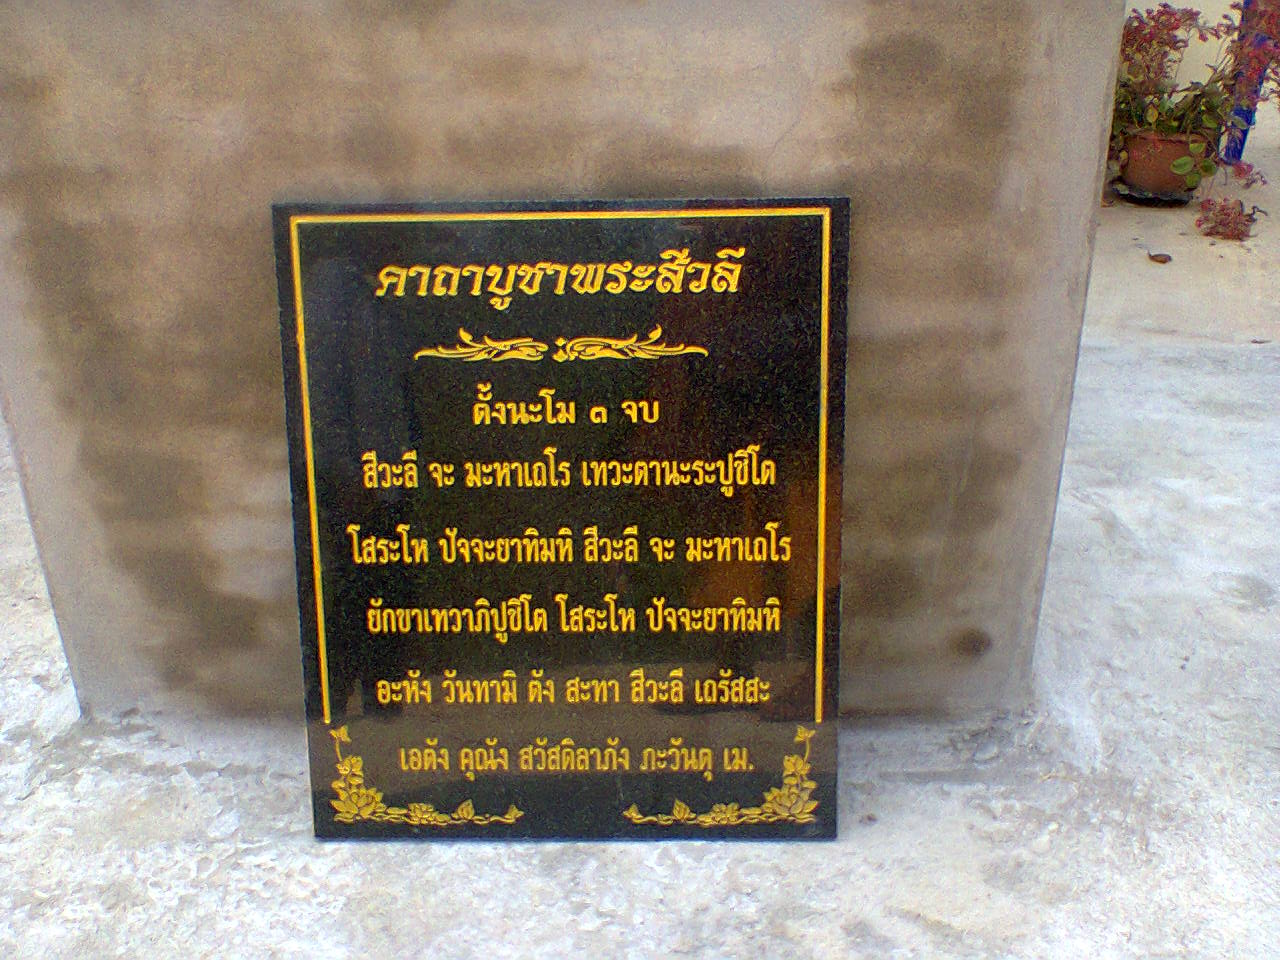 คาถาบูชาพระสีวลี
ตั้งนะโม ๓ จบ
สีวะลี จะ มะหาเถโร เทวะตานะระปูชิโต
โสระโห ปัจจะยาทิมหิ สีวะลี จะ มะหาเถโร
ยักขาเทวาภิปูชิโต โสระโห ปัจจะยาทิมหิ
อะหัง วันทามิ ตัง สะทา สีวะลี เถรัสสะ
เอตัง คุณัง สวัสดิลาภัง ภะวันตุ เม.